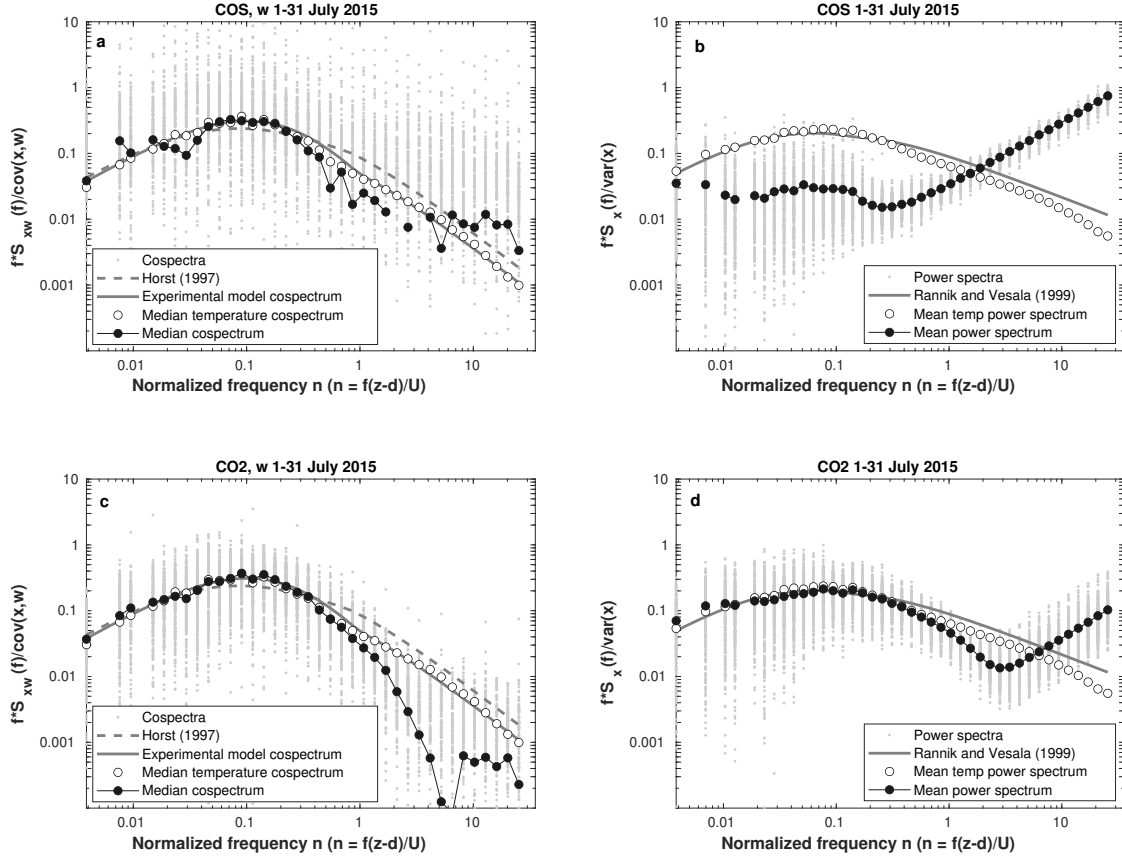 COS, w 1-31 July 2015
a
10
1
0.1
0.01
0.001
f*S xw (f)/cov(x,w)
Cospectra
Horst (1997)
Experimental model cospectrum
Median temperature cospectrum
Median cospectrum
0.01 0.1 1 10
Normalized frequency n (n = f(z-d)/U)
COS 1-31 July 2015
b
10
1
0.1
0.01
0.001
f*S x (f)/var(x)
Power spectra
Rannik and Vesala (1999)
Mean temp power spectrum
Mean power spectrum
0.01 0.1 1 10
Normalized frequency n (n = f(z-d)/U)
CO2, w 1-31 July 2015
c
10
1
0.1
0.01
0.001
f*S xw (f)/cov(x,w)
Cospectra
Horst (1997)
Experimental model cospectrum
Median temperature cospectrum
Median cospectrum
0.01 0.1 1 10
Normalized frequency n (n = f(z-d)/U)
CO2 1-31 July 2015
d
10
1
0.1
0.01
0.001
f*S x (f)/var(x)
Power spectra
Rannik and Vesala (1999)
Mean temp power spectrum
Mean power spectrum
0.01 0.1 1 10
Normalized frequency n (n = f(z-d)/U)